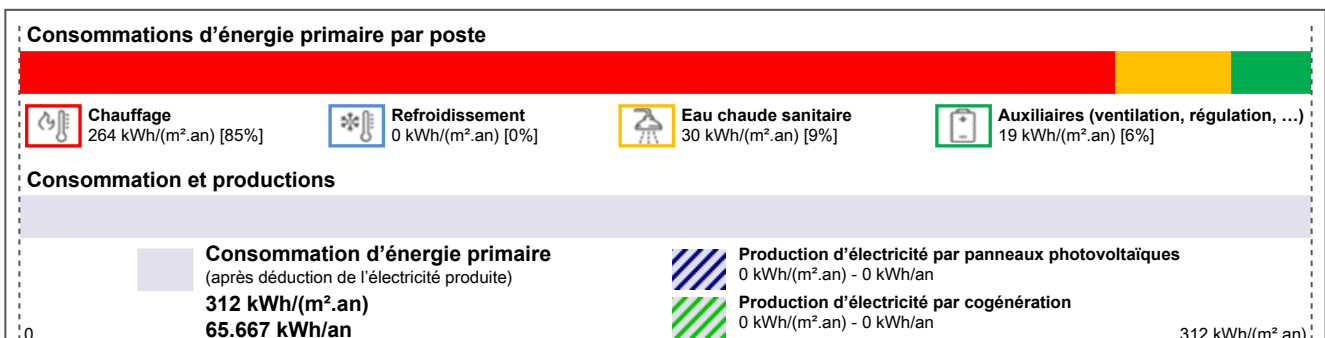 Consommations d'énergie primaire par poste
Chauffage
264 kWh/(m².an) [85%]
Refroidissement
0 kWh/(m².an) [0%]
Eau chaude sanitaire
30 kWh/(m².an) [9%]
Auxiliaires (ventilation, régulation, …)
19 kWh/(m².an) [6%]
Consommation et productions
Consommation d'énergie primaire
(après déduction de l'électricité produite)
312 kWh/(m².an)
65.667 kWh/an
Production d'électricité par panneaux photovoltaïques
0 kWh/(m².an) - 0 kWh/an
Production d'électricité par cogénération
0 kWh/(m².an) - 0 kWh/an
0
312 kWh/(m².an)